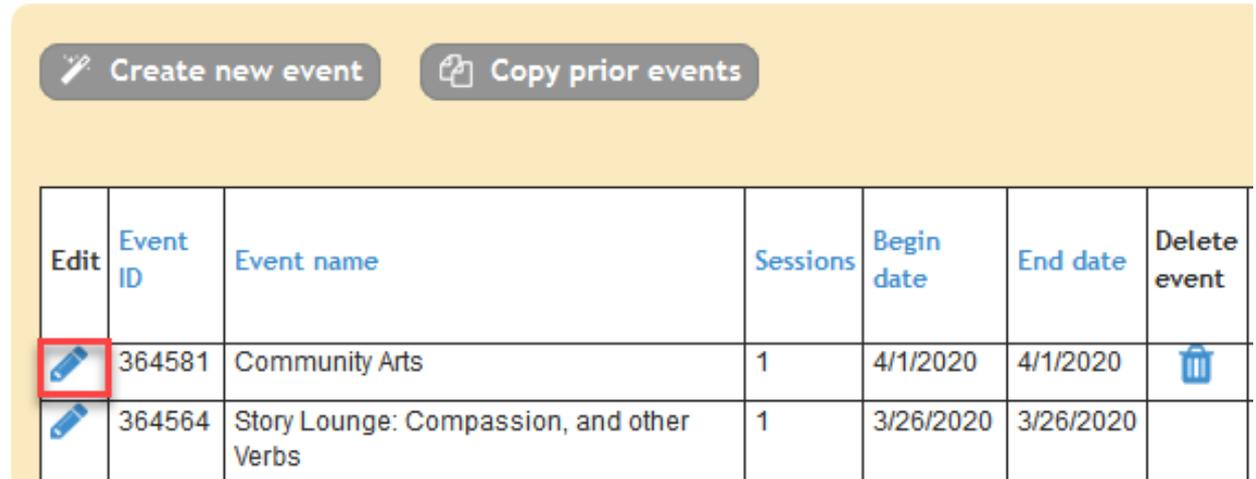 Create new event
Copy prior events
Edit
Event ID
Event name
Sessions
Begin date
End date
Delete event
364581
Community Arts
1
4/1/2020
4/1/2020
364564
Story Lounge: Compassion, and other
Verbs
1
3/26/2020
3/26/2020